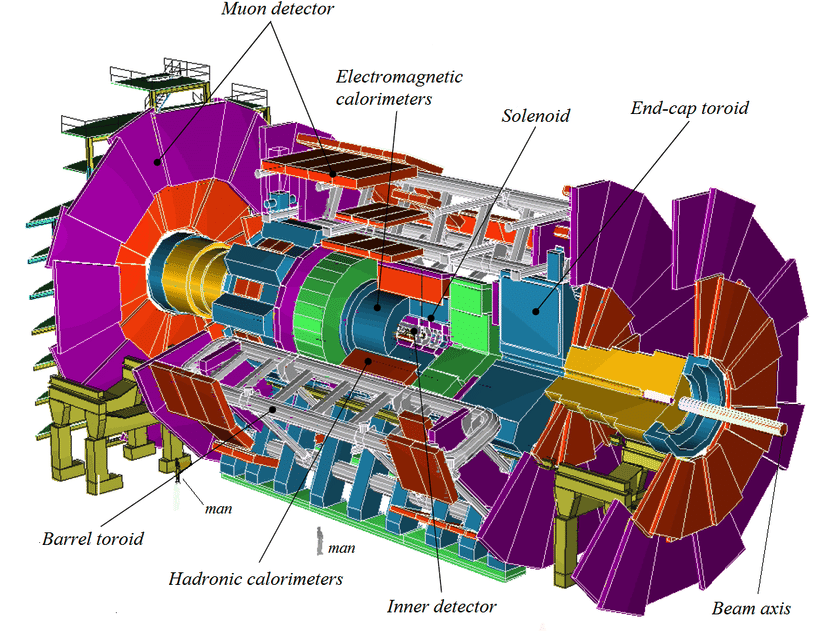 Muon detector
Electromagnetic
calorimeters
Solenoid
End-cap toroid
man
Barrel toroid
man
Hadronic calorimeters
Inner detector
Beam axis